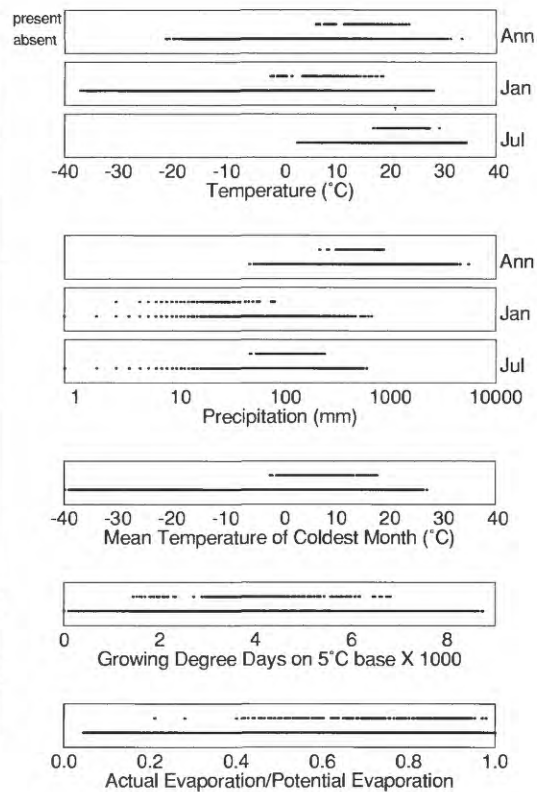 present
absent
Ann
Jan
Jul
-40 -30 -20 -10 0 10 20 30 40
Temperature (˚C)
Ann
Jan
Jul
1 10 100 1000 10000
Precipitation (mm)
-40 -30 -20 -10 0 10 20 30 40
Mean Temperature of Coldest Month (˚C)
0 2 4 6 8
Growing Degree Days on 5˚C base X 1000
0.0 0.2 0.4 0.6 0.8 1.0
Actual Evaporation/Potential Evaporation